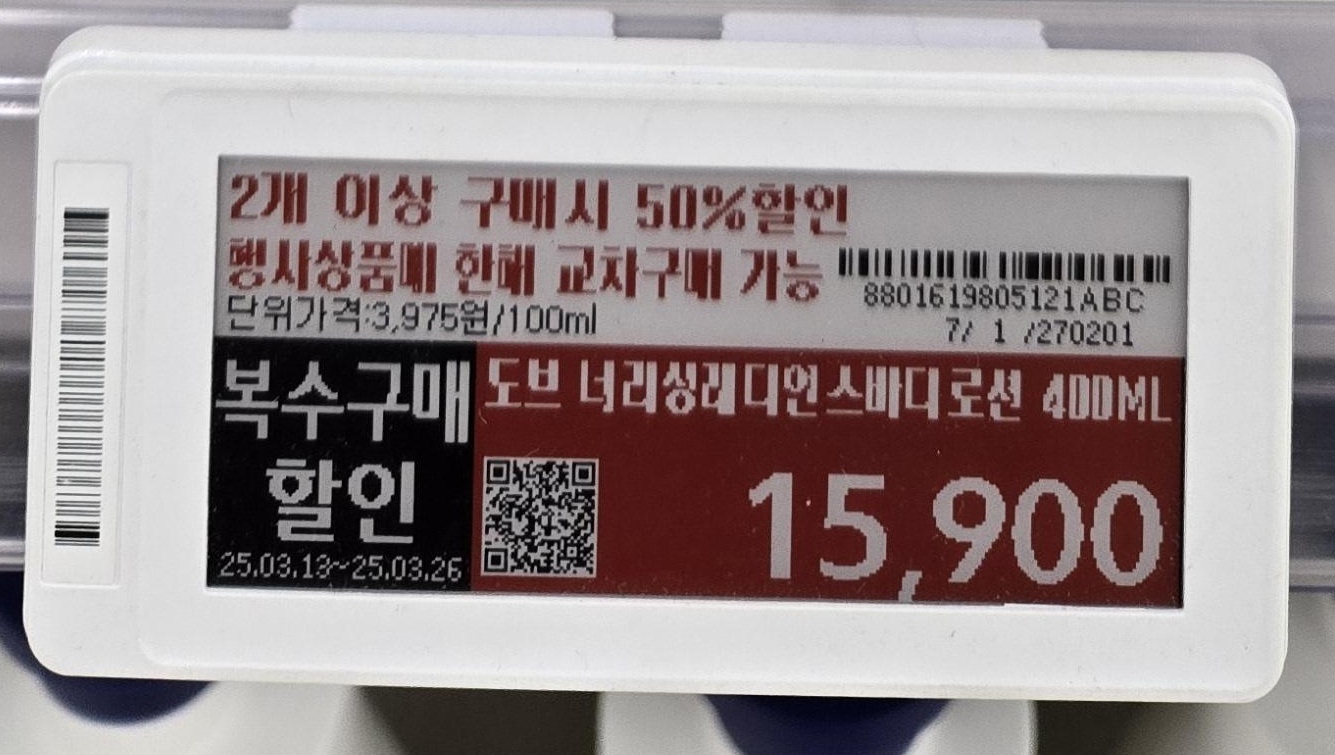 2개 이상 구매시 50%할인
행사상품에 한해 교차구매 가능
단위가격:3,975원/100ml
8801619805121ABC
7/ 1 /270201
복수구매
할인
25.03.13~25.03.26
도브 너리싱래디언스바디로션 400ML
15,900